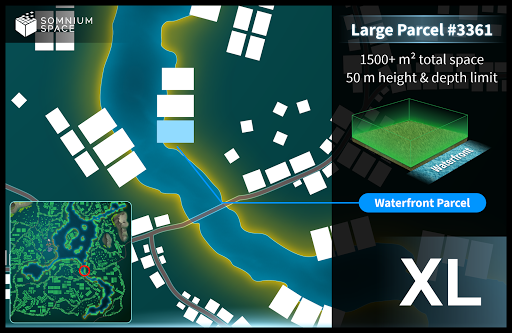 SOMNIUM
SPACE
Large Parcel #3361
1500+ m² total space
50 m height & depth limit
Waterfront
Waterfront Parcel
XL